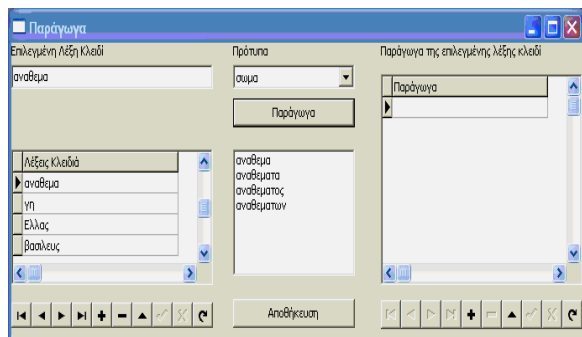 Παράγωγα
Επιλεγμένη Λέξη Κλειδί
αναθεμα
Λέξεις Κλειδιά
αναθεμα
γη
Ελλας
βασιλευς
Πρότυπα
σωμα
Παράγωγα
αναθεμα
αναθεματα
αναθεματος
αναθεματων
Αποθήκευση
Παράγωγα της επιλεγμένης λέξης κλειδί
Παράγωγα